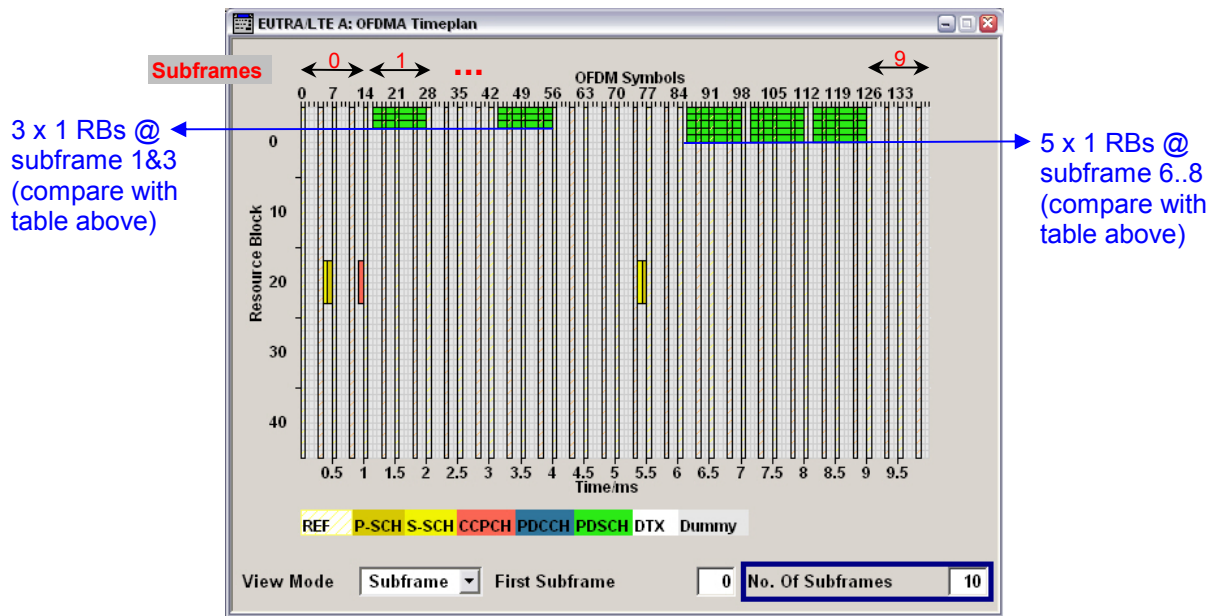 EUTRA/LTE A: OFDMA Timeplan
Subframes
0
1
...
9
OFDM Symbols
0 7 14 21 28 35 42 49 56 63 70 77 84 91 98 105 112 119 126 133
3 x 1 RBs @
subframe 1&3
(compare with
table above)
5 x 1 RBs @
subframe 6..8
(compare with
table above)
Resource Block
0
10
20
30
40
0.5 1 1.5 2 2.5 3 3.5 4 4.5 5 5.5 6 6.5 7 7.5 8 8.5 9 9.5
Time/ms
REF P-SCH S-SCH CCPCH PDCCH PDSCH DTX Dummy
View Mode Subframe First Subframe 0 No. Of Subframes 10